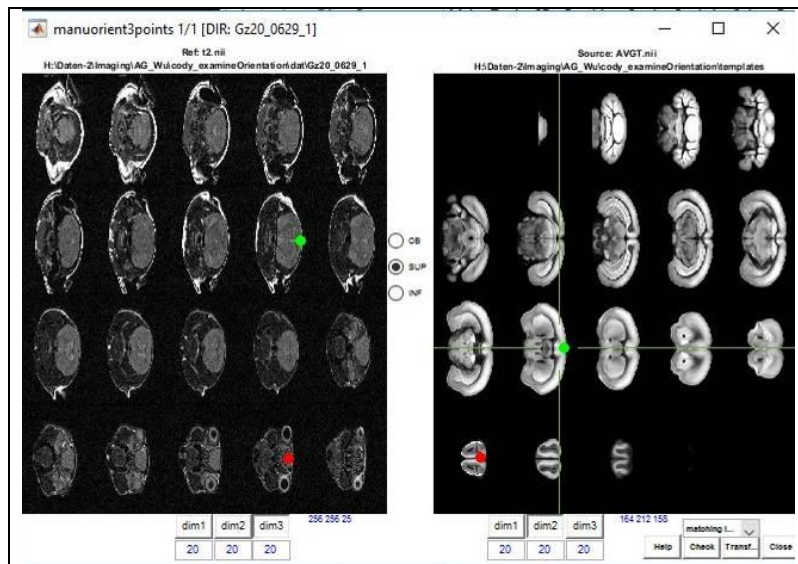 manuorient3points 1/1 [DIR: Gz20_0629_1]
Ref: t2.nii
H:\Daten-2\Imaging\AG_Wu\cody_examineOrientation\dat\Gz20_0629_1
Source: AVGT.nii
H:\Daten-2\Imaging\AG_Wu\cody_examineOrientation\templates
OB
SUP
INF
dim1 dim2 dim3
256 256 25
20 20 20
dim1 dim2 dim3
164 212 158
20 20 20
matching l...
Help Check Transf... Close